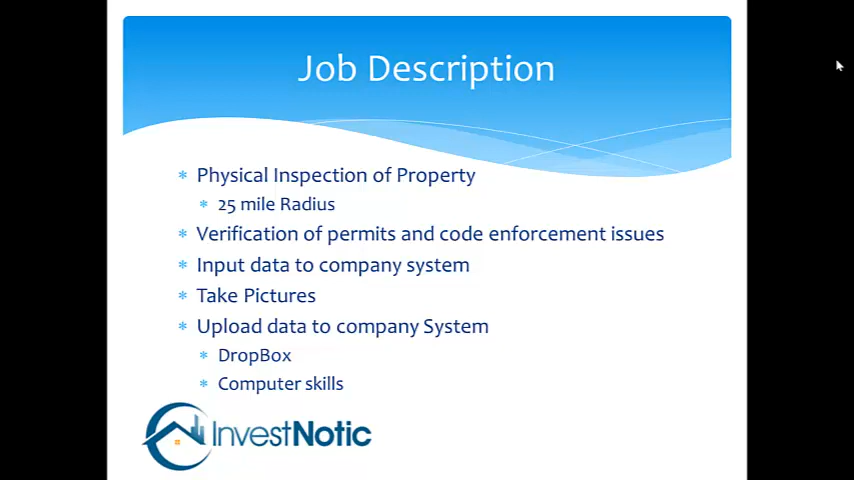 Job Description
* Physical Inspection of Property
* 25 mile Radius
* Verification of permits and code enforcement issues
* Input data to company system
* Take Pictures
* Upload data to company System
* DropBox
* Computer skills
InvestNotic